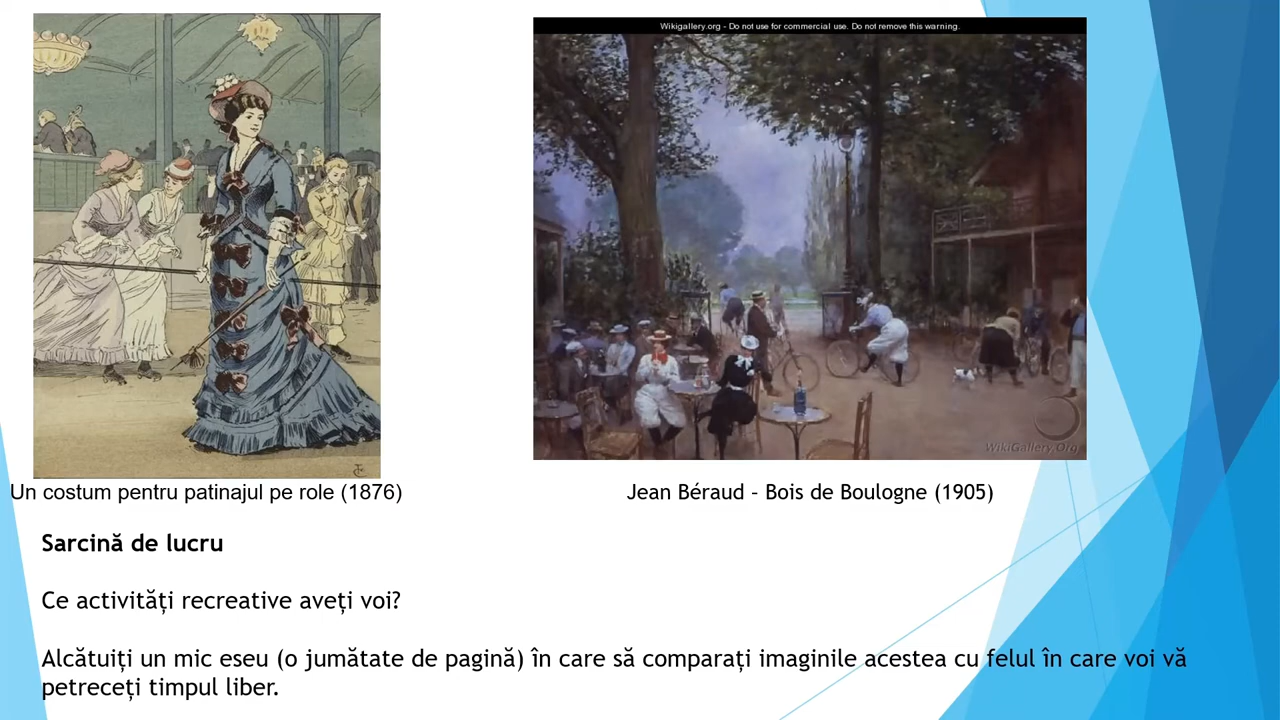 Wikigallery.org - Do not use for commercial use. Do not remove this warning.
WikiGallery.Org
Un costum pentru patinajul pe role (1876)
Jean Béraud – Bois de Boulogne (1905)
Sarcină de lucru
Ce activități recreative aveți voi?
Alcătuiți un mic eseu (o jumătate de pagină) în care să comparați imaginile acestea cu felul în care voi vă
petreceți timpul liber.